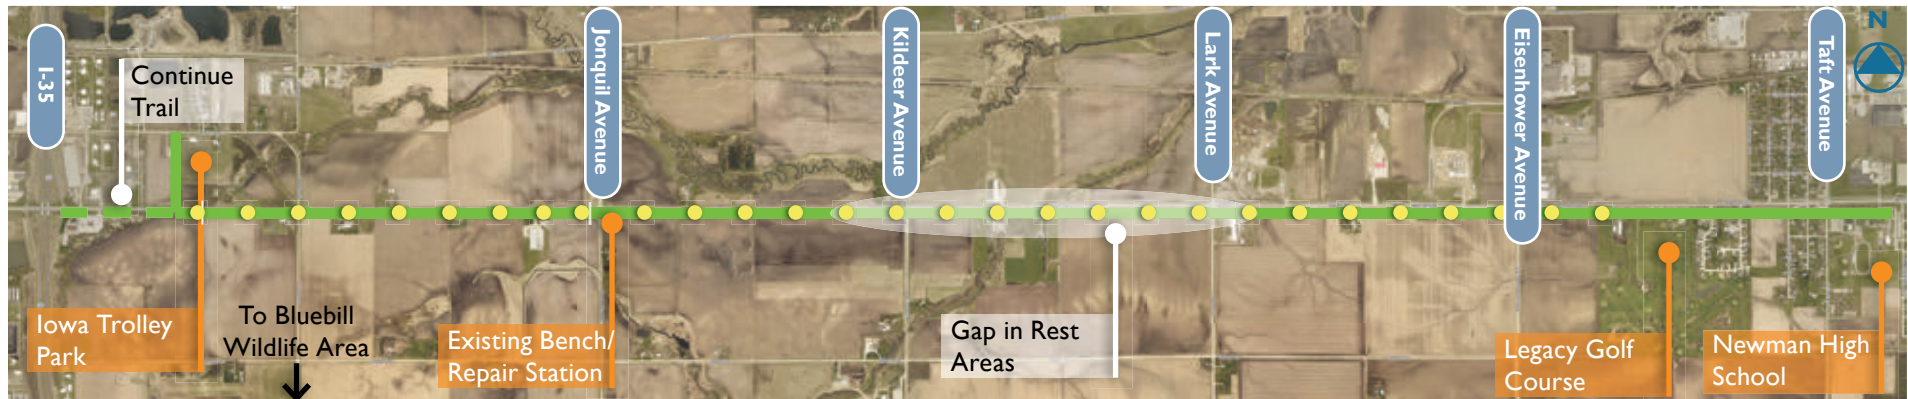 I-35
Continue
Trail
Jonquil Avenue
Kildeer Avenue
Lark Avenue
Eisenhower Avenue
Taft Avenue
N
Iowa Trolley
Park
To Bluebill
Wildlife Area
Existing Bench/
Repair Station
Gap in Rest
Areas
Legacy Golf
Course
Newman High
School